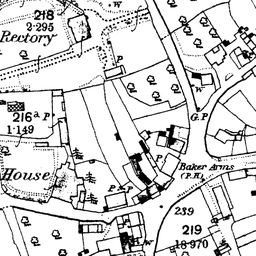 218
2·295
W
Rectory
P
216ª P
1·149
G.P
P
Baker Arms
(P.H.)
House
P P
239
219
18·970
W